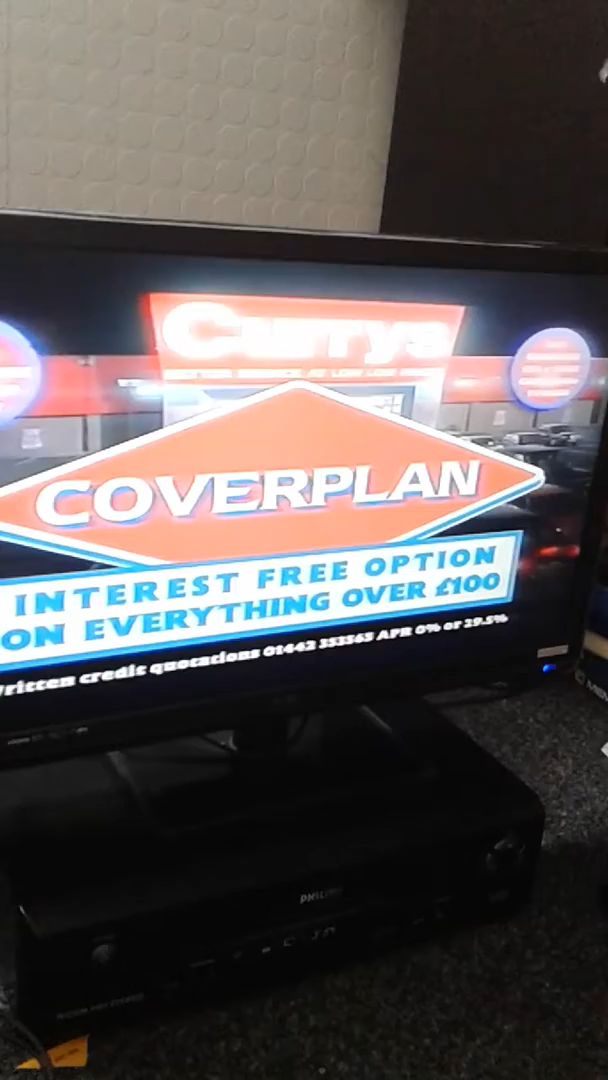 Currys
COVERPLAN
INTEREST FREE OPTION
ON EVERYTHING OVER £100
written credit quotations 01442 353565 APR 0% or 29.5%
PHILIPS